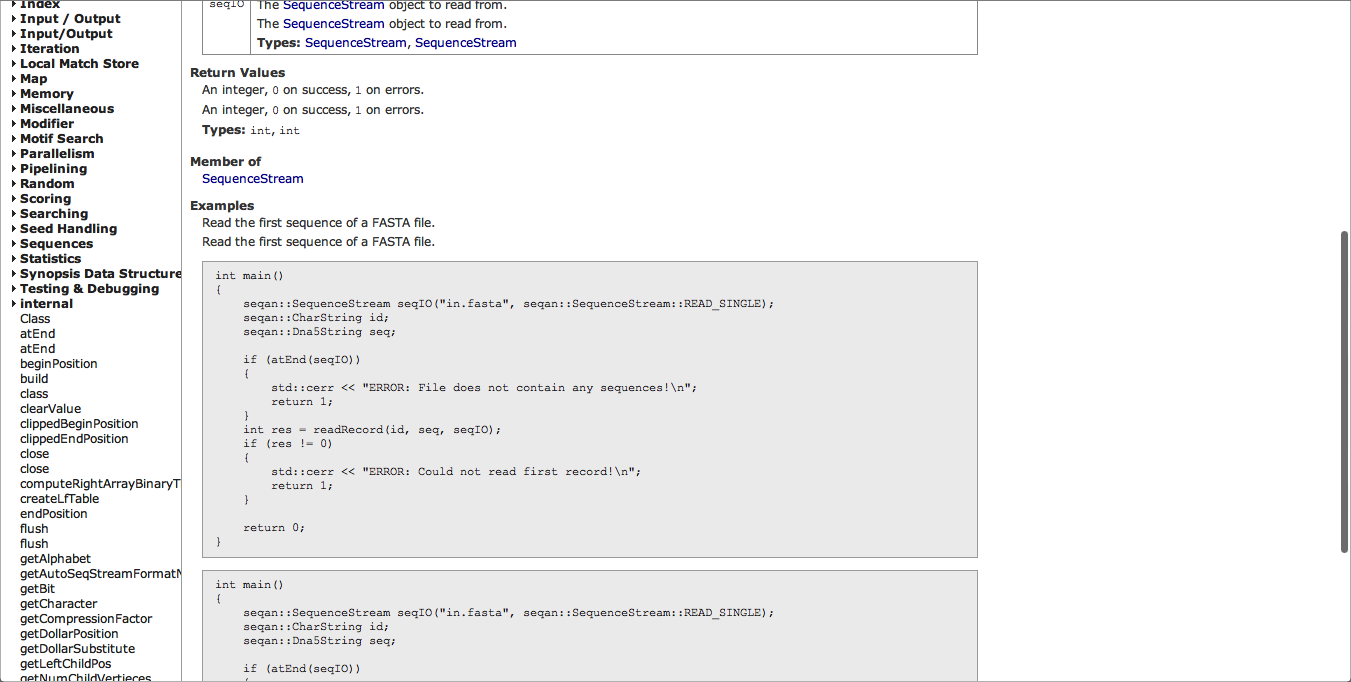 Index
Input / Output
Input/Output
Iteration
Local Match Store
Map
Memory
Miscellaneous
Modifier
Motif Search
Parallelism
Pipelining
Random
Scoring
Searching
Seed Handling
Sequences
Statistics
Synopsis Data Structure
Testing & Debugging
internal
Class
atEnd
atEnd
beginPosition
build
class
clearValue
clippedBeginPosition
clippedEndPosition
close
close
computeRightArrayBinaryT
createLfTable
endPosition
flush
flush
getAlphabet
getAutoSeqStreamFormatN
getBit
getCharacter
getCompressionFactor
getDollarPosition
getDollarSubstitute
getLeftChildPos
getNumChildVertieces
seqIO The SequenceStream object to read from.
The SequenceStream object to read from.
Types: SequenceStream, SequenceStream
Return Values
An integer, 0 on success, 1 on errors.
An integer, 0 on success, 1 on errors.
Types: int, int
Member of
SequenceStream
Examples
Read the first sequence of a FASTA file.
Read the first sequence of a FASTA file.
int main()
{
    seqan::SequenceStream seqIO("in.fasta", seqan::SequenceStream::READ_SINGLE);
    seqan::CharString id;
    seqan::Dna5String seq;
    if (atEnd(seqIO))
    {
        std::cerr << "ERROR: File does not contain any sequences!\n";
        return 1;
    }
    int res = readRecord(id, seq, seqIO);
    if (res != 0)
    {
        std::cerr << "ERROR: Could not read first record!\n";
        return 1;
    }
    return 0;
}
int main()
{
    seqan::SequenceStream seqIO("in.fasta", seqan::SequenceStream::READ_SINGLE);
    seqan::CharString id;
    seqan::Dna5String seq;
    if (atEnd(seqIO))